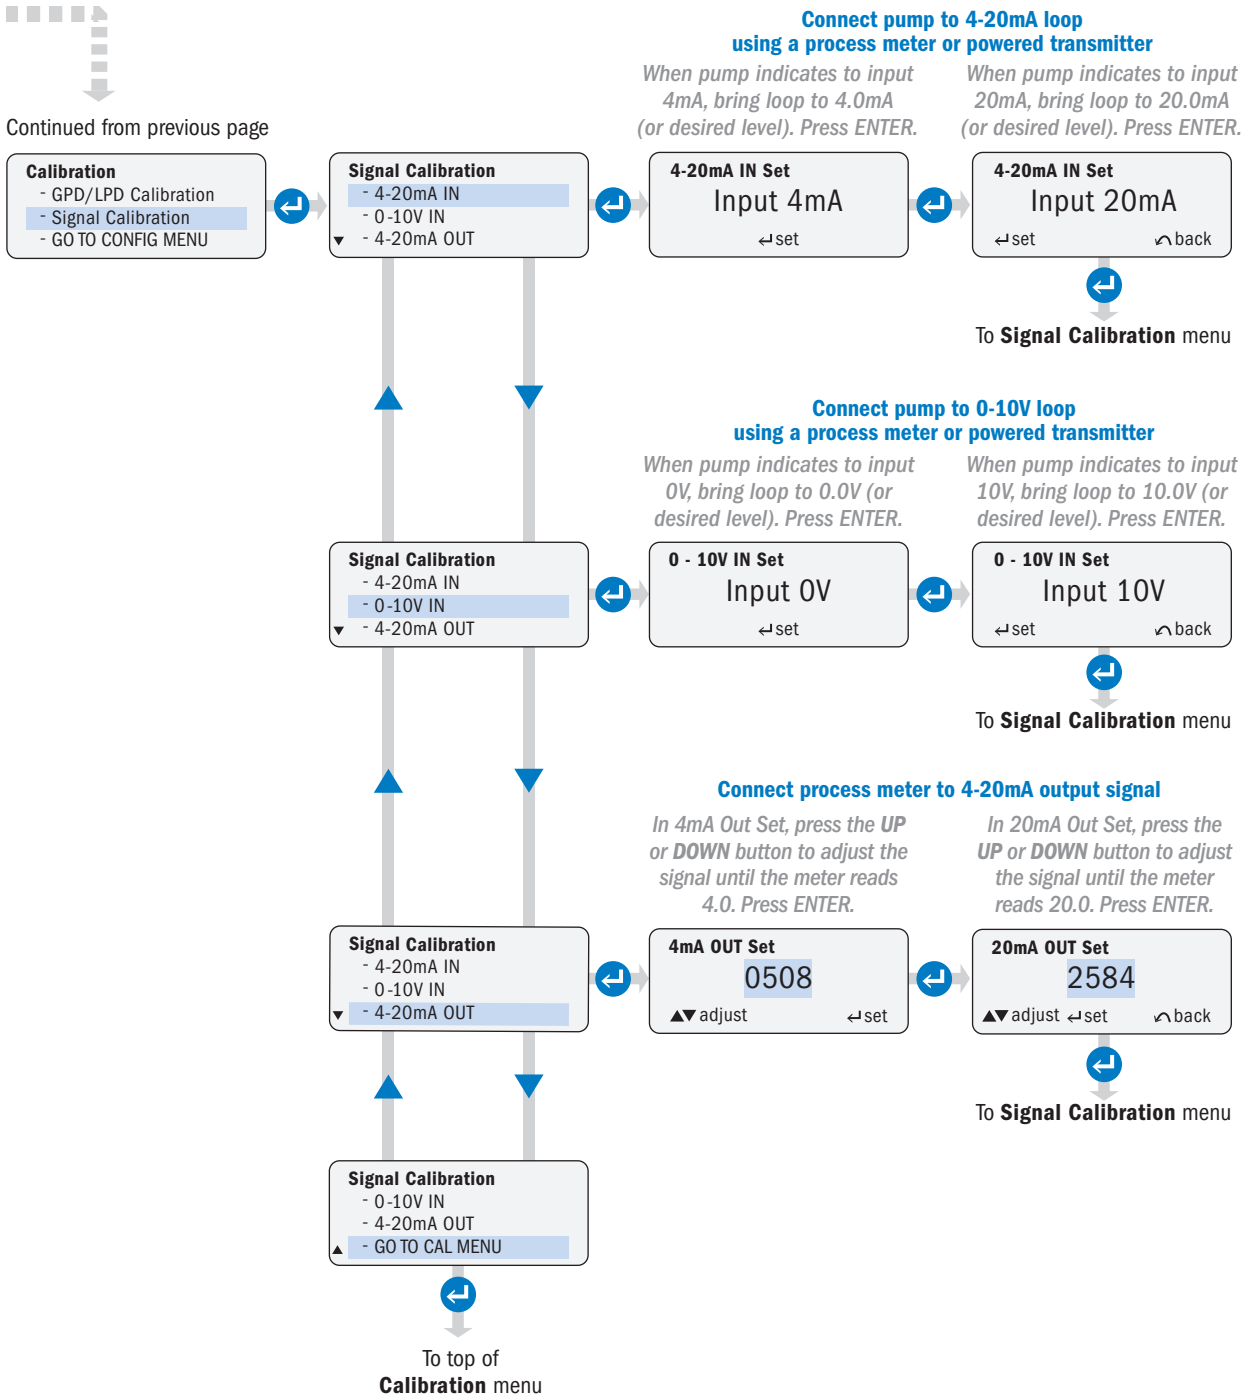 Connect pump to 4-20mA loop
using a process meter or powered transmitter
When pump indicates to input
4mA, bring loop to 4.0mA
(or desired level). Press ENTER.
When pump indicates to input
20mA, bring loop to 20.0mA
(or desired level). Press ENTER.
Continued from previous page
Calibration
- GPD/LPD Calibration
- Signal Calibration
- GO TO CONFIG MENU
Signal Calibration
- 4-20mA IN
- 0-10V IN
▼ - 4-20mA OUT
4-20mA IN Set
Input 4mA
↵ set
4-20mA IN Set
Input 20mA
↵ set ↶ back
To Signal Calibration menu
Connect pump to 0-10V loop
using a process meter or powered transmitter
When pump indicates to input
0V, bring loop to 0.0V (or
desired level). Press ENTER.
When pump indicates to input
10V, bring loop to 10.0V (or
desired level). Press ENTER.
Signal Calibration
- 4-20mA IN
- 0-10V IN
▼ - 4-20mA OUT
0 - 10V IN Set
Input 0V
↵ set
0 - 10V IN Set
Input 10V
↵ set ↶ back
To Signal Calibration menu
Connect process meter to 4-20mA output signal
In 4mA Out Set, press the UP
or DOWN button to adjust the
signal until the meter reads
4.0. Press ENTER.
In 20mA Out Set, press the
UP or DOWN button to adjust
the signal until the meter
reads 20.0. Press ENTER.
Signal Calibration
- 4-20mA IN
- 0-10V IN
▼ - 4-20mA OUT
4mA OUT Set
0508
▲▼ adjust ↵ set
20mA OUT Set
2584
▲▼ adjust ↵ set ↶ back
To Signal Calibration menu
Signal Calibration
- 0-10V IN
- 4-20mA OUT
▲ - GO TO CAL MENU
To top of
Calibration menu